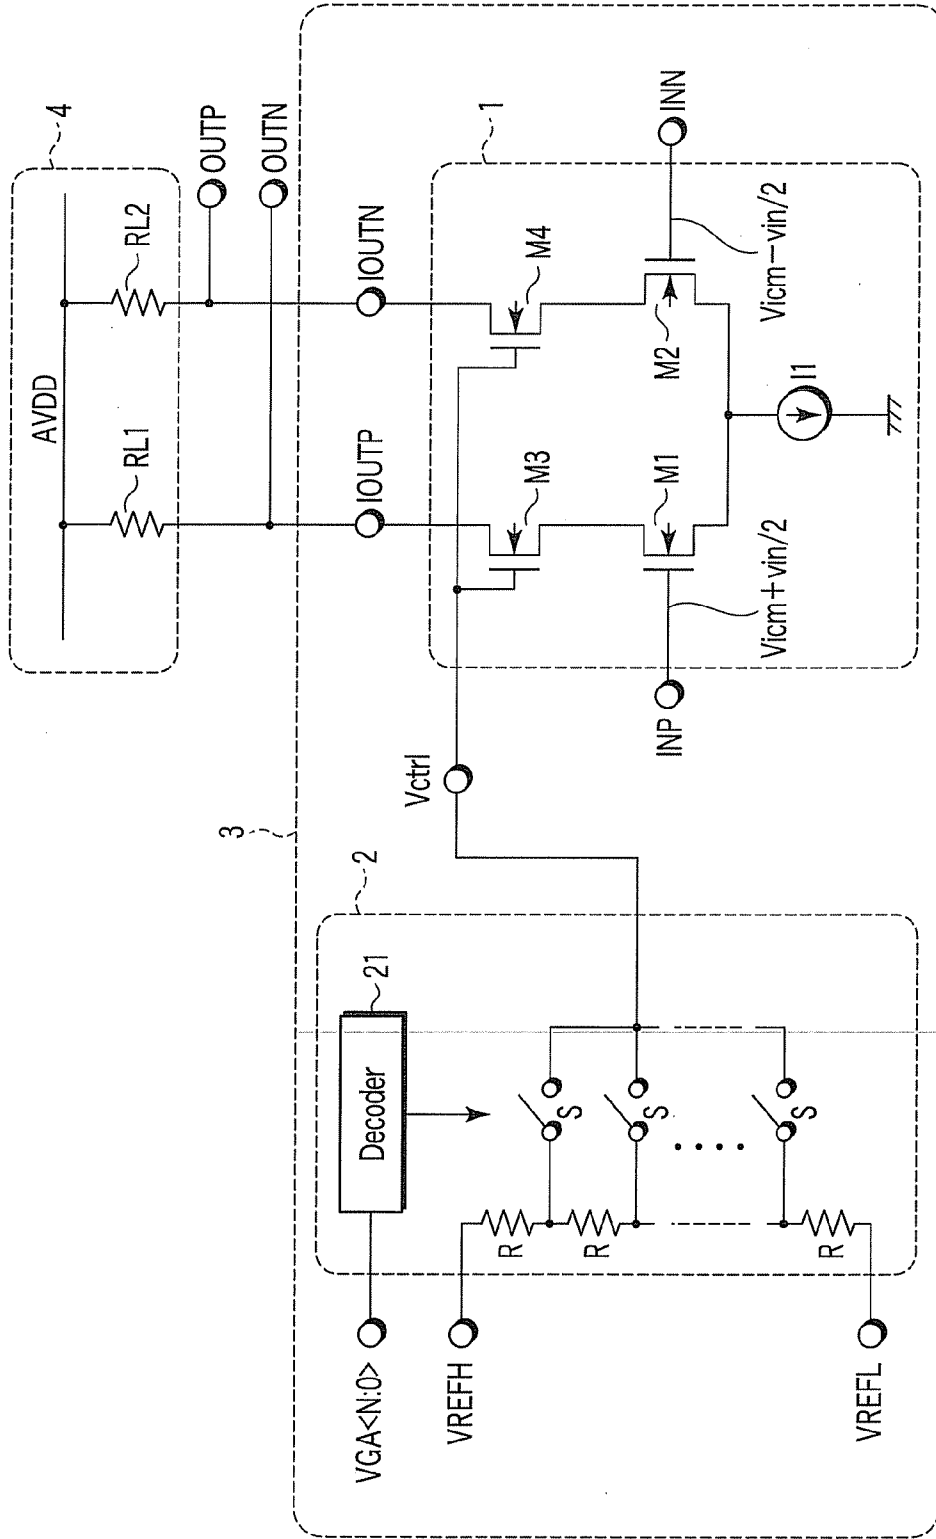 4
AVDD
RL1
RL2
OUTP
OUTN
3
IOUTP
IOUTN
1
M3
M4
INP
M1
M2
INN
Vicm+vin/2
Vicm−vin/2
I1
Vctrl
2
21
Decoder
VGA<N:0>
VREFH
R
S
R
S
R
S
VREFL